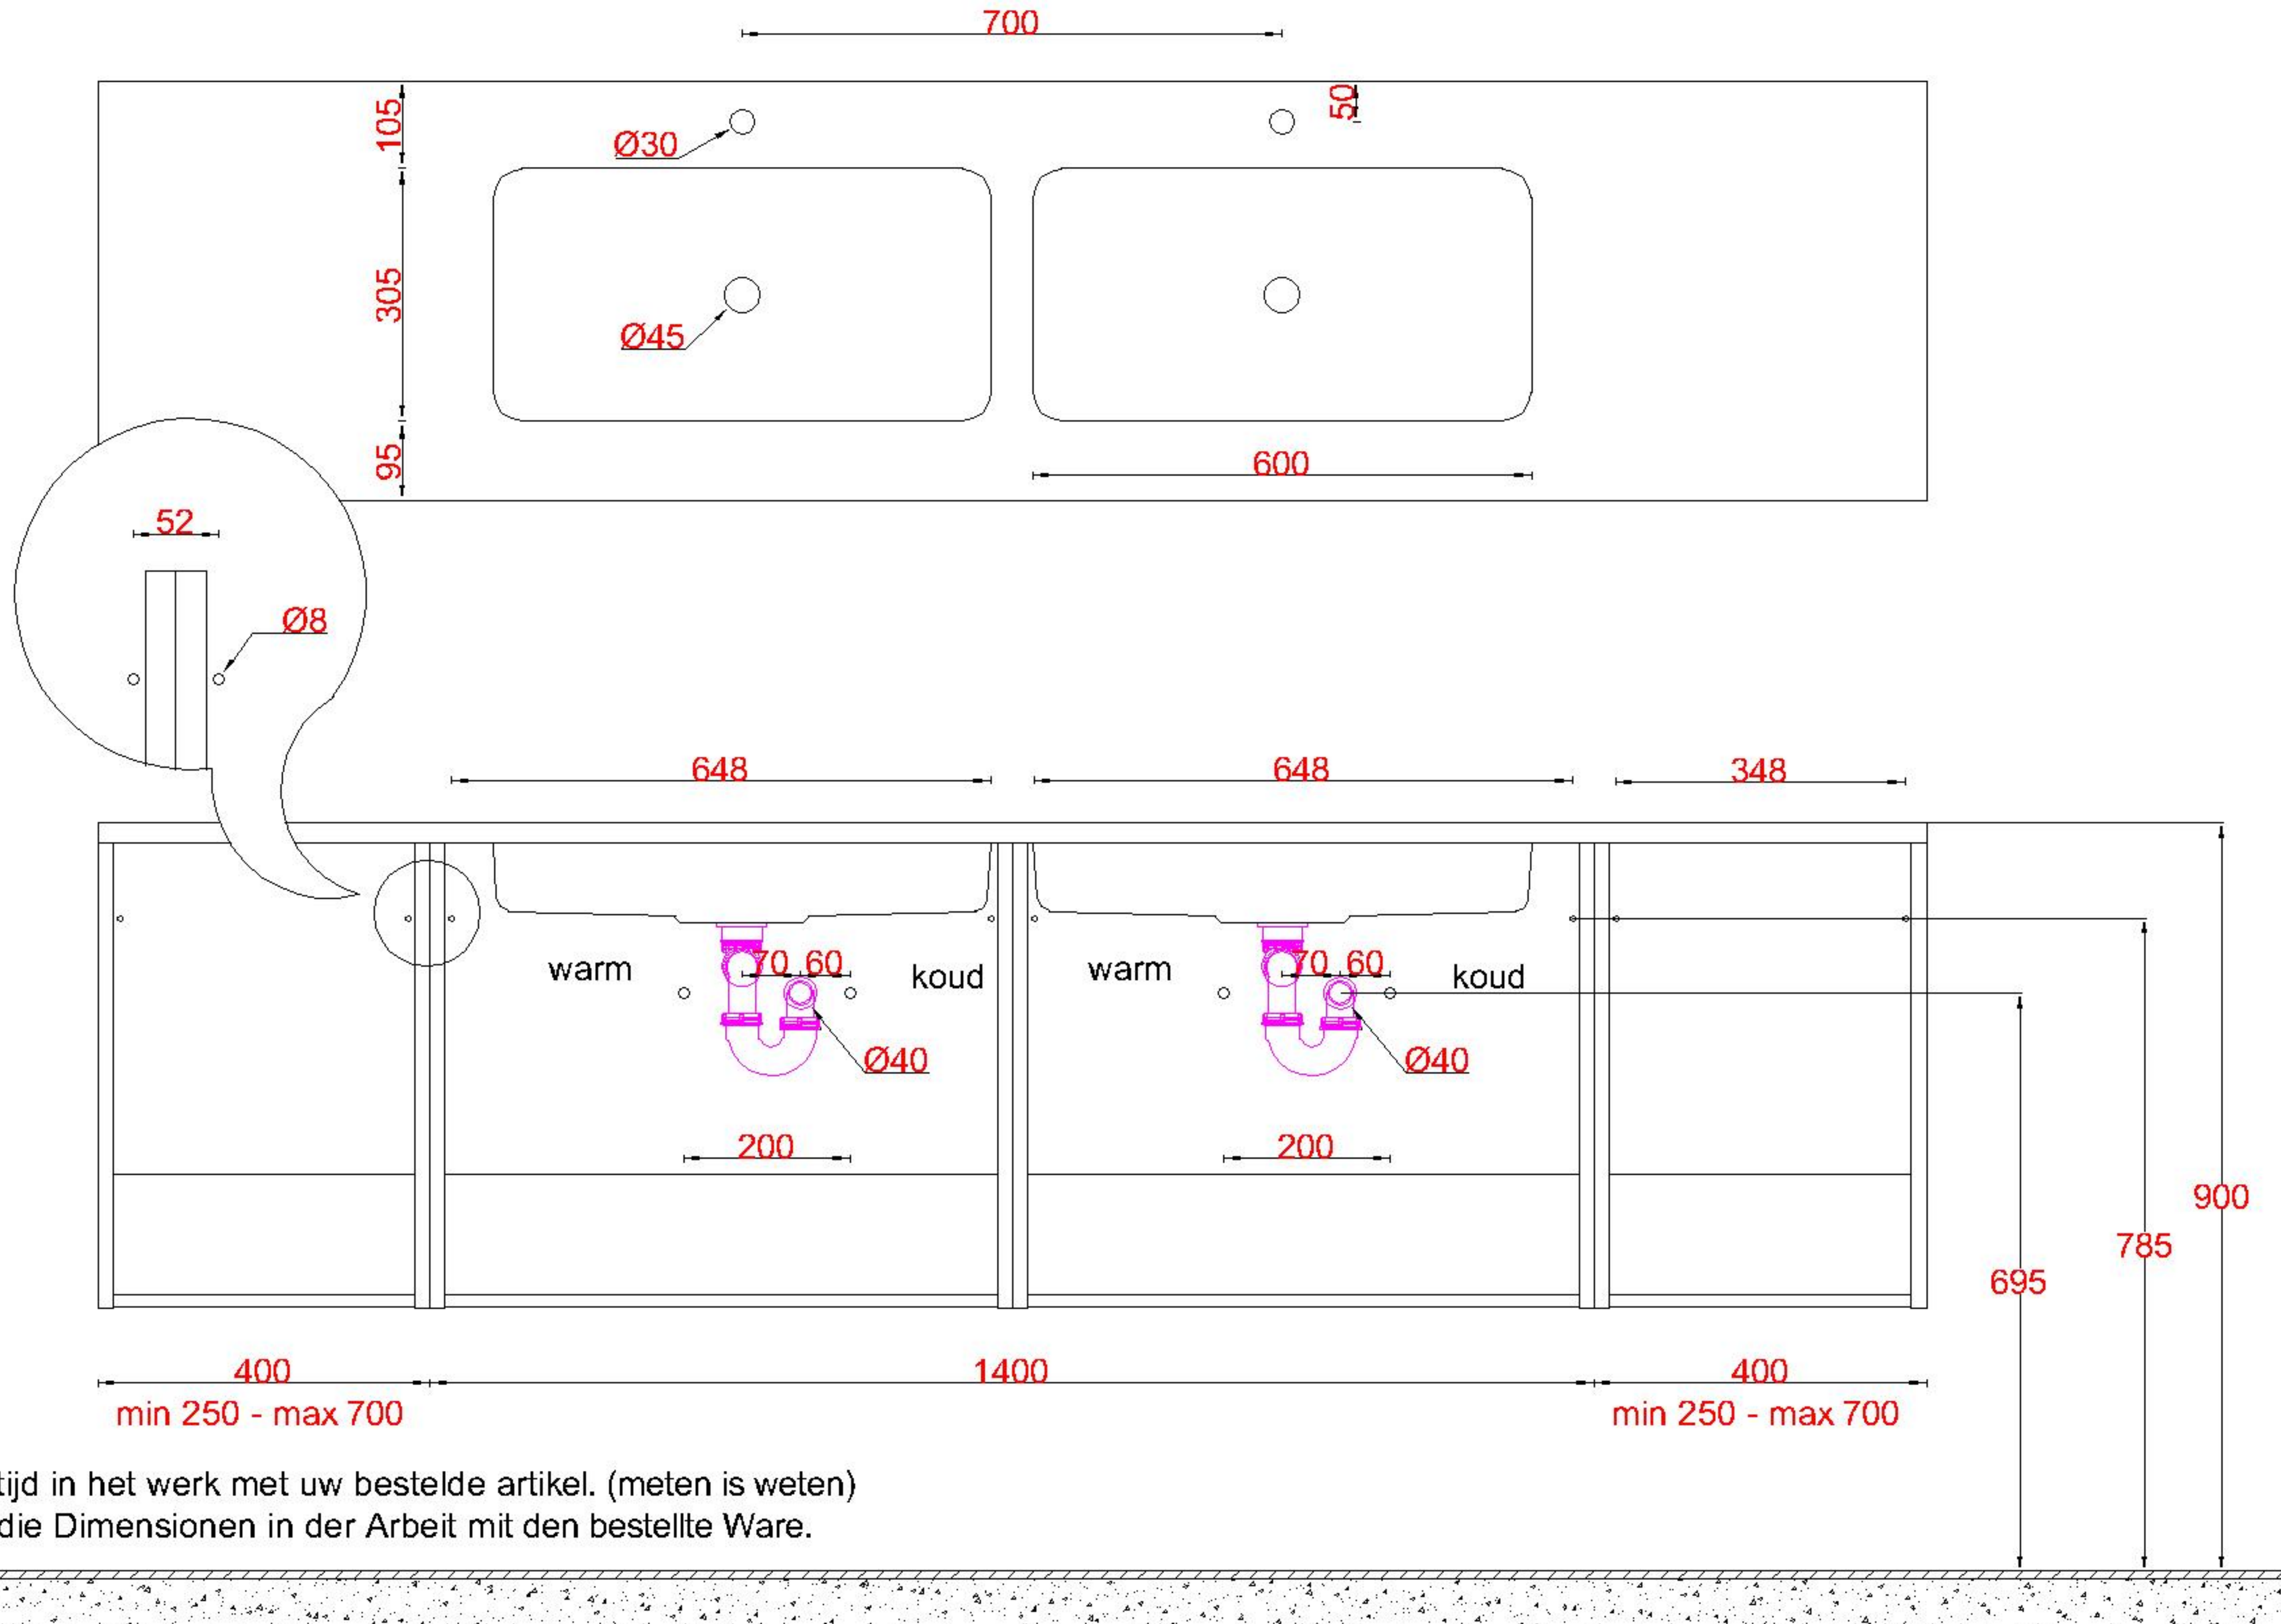 700
105
50
Ø30
305
Ø45
95
600
52
Ø8
648
648
348
warm
70
60
koud
warm
70
60
koud
Ø40
Ø40
200
200
900
785
695
400
1400
400
min 250 - max 700
min 250 - max 700
tijd in het werk met uw bestelde artikel. (meten is weten)
die Dimensionen in der Arbeit mit den bestellte Ware.